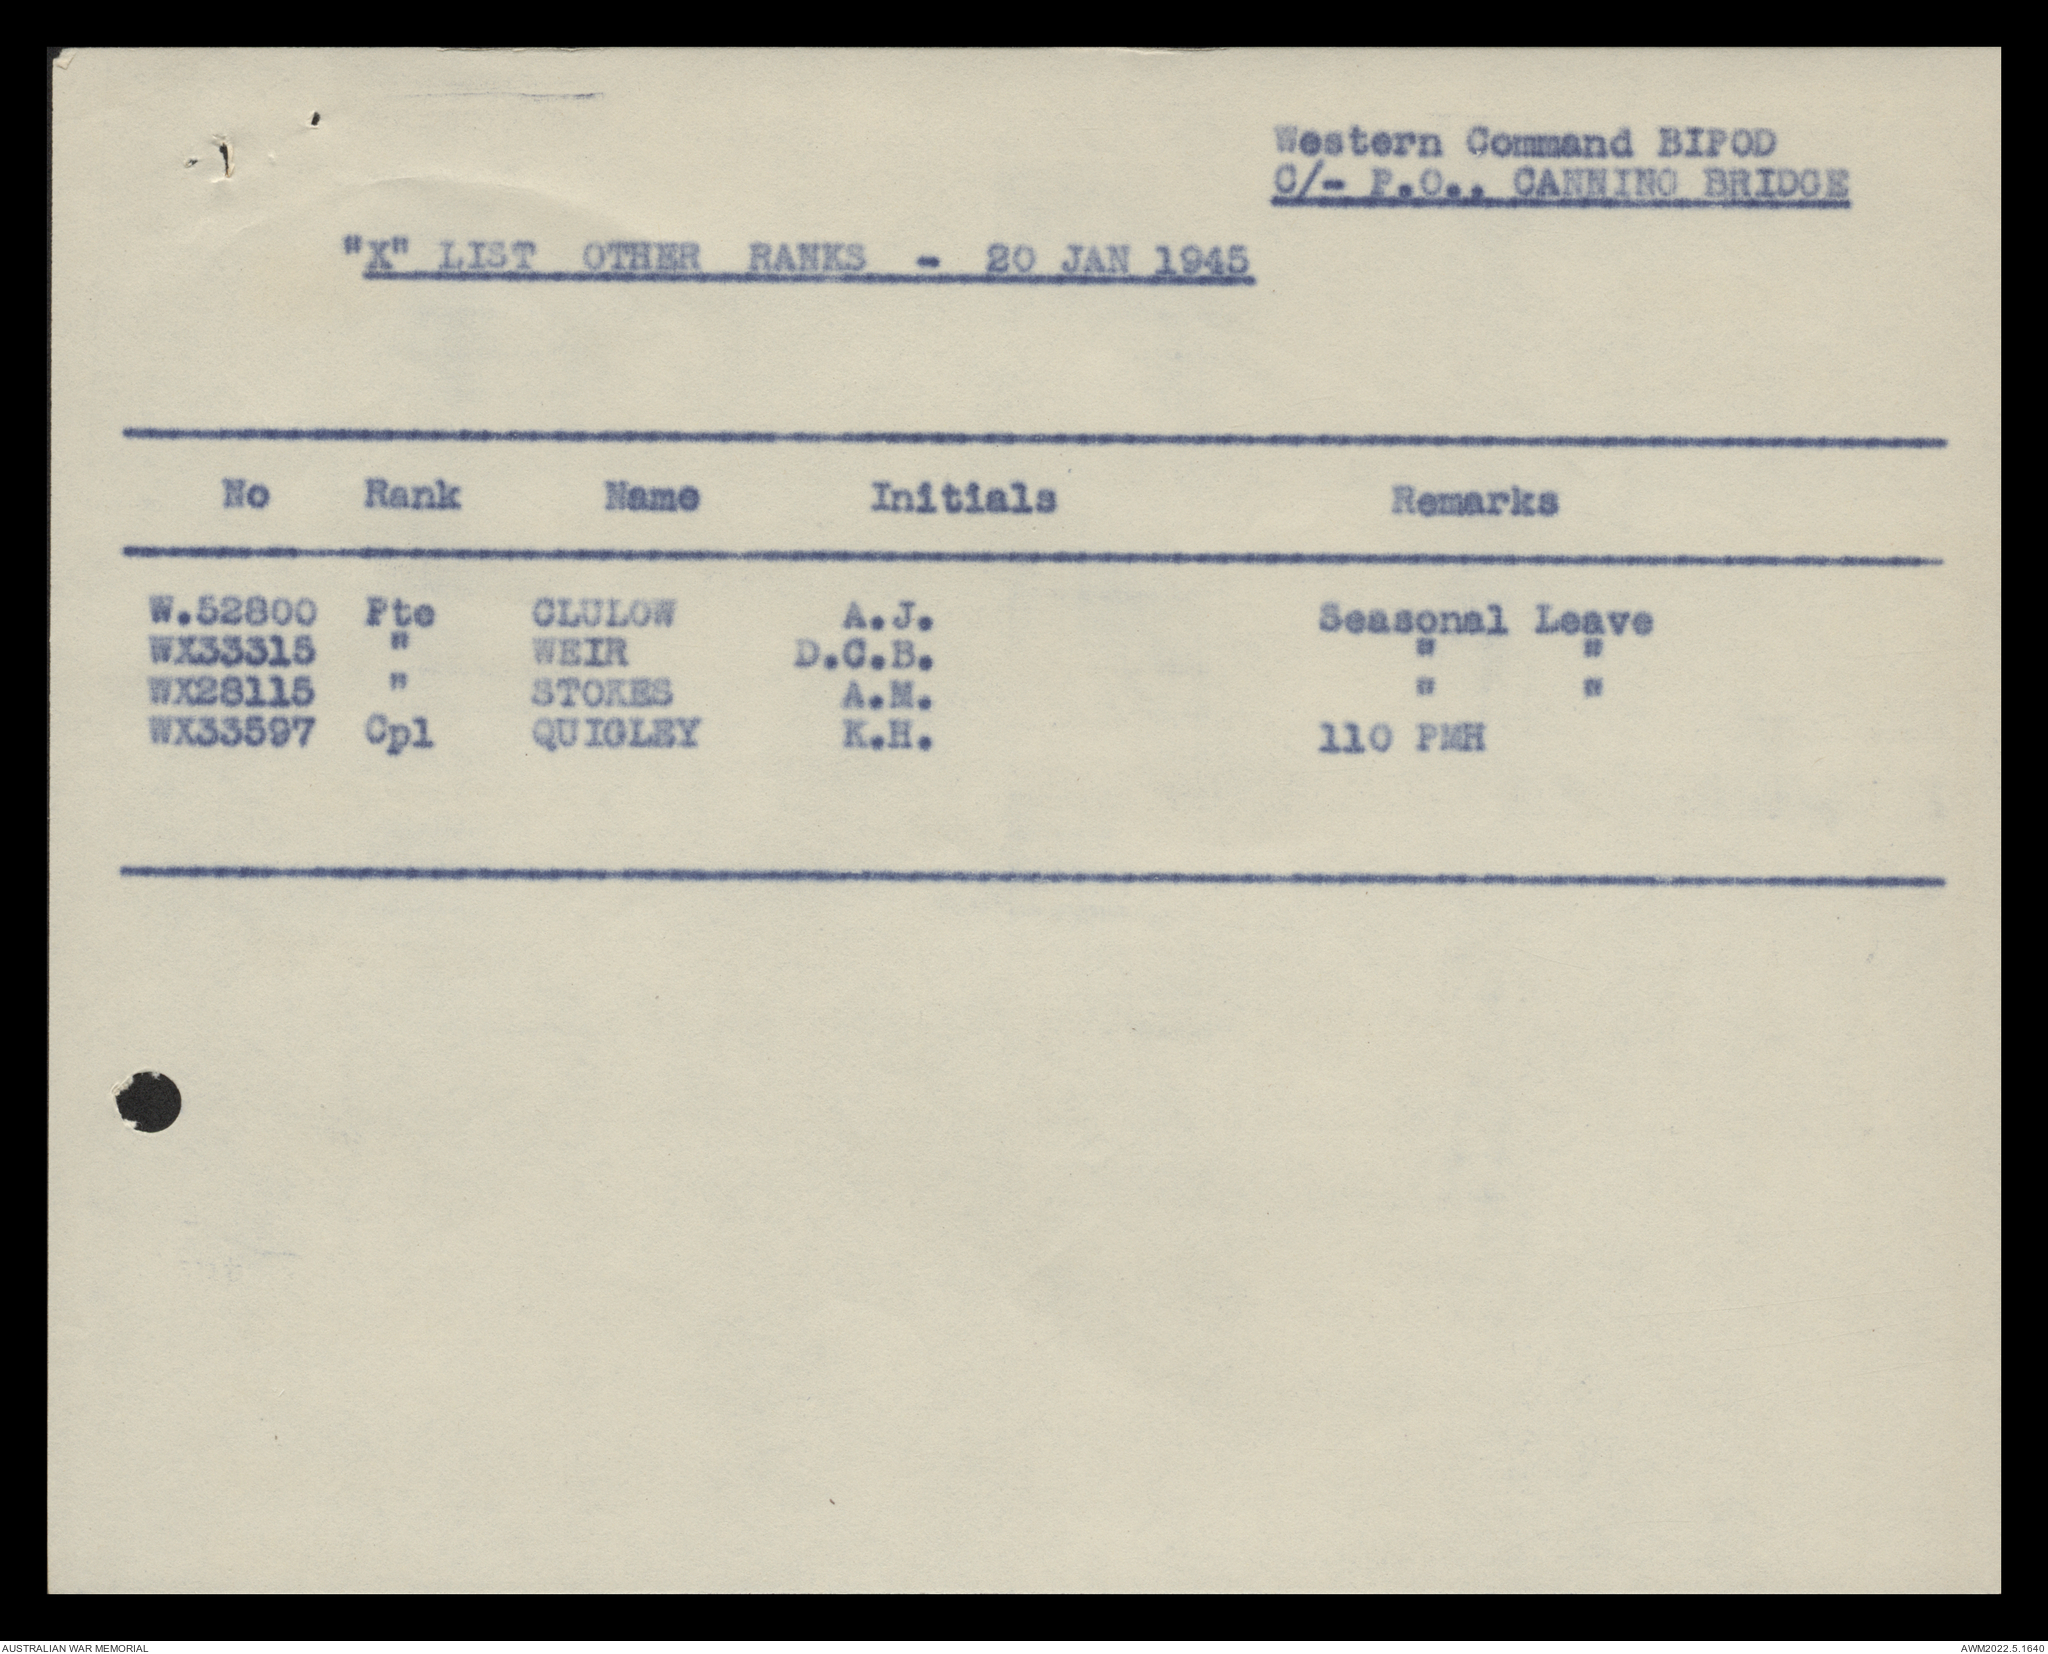 Western Command BIPOD
C/- P.O., CANNING BRIDGE
"X" LIST OTHER RANKS - 20 JAN 1945
No Rank Name Initials Remarks
W.52800 Pte CLULOW A.J. Seasonal Leave
WX33315 " WEIR D.C.B. " "
WX28115 " STOKES A.M. " "
WX33597 Cpl QUIGLEY K.H. 110 PMH
AUSTRALIAN WAR MEMORIAL
AWM2022.5.1640